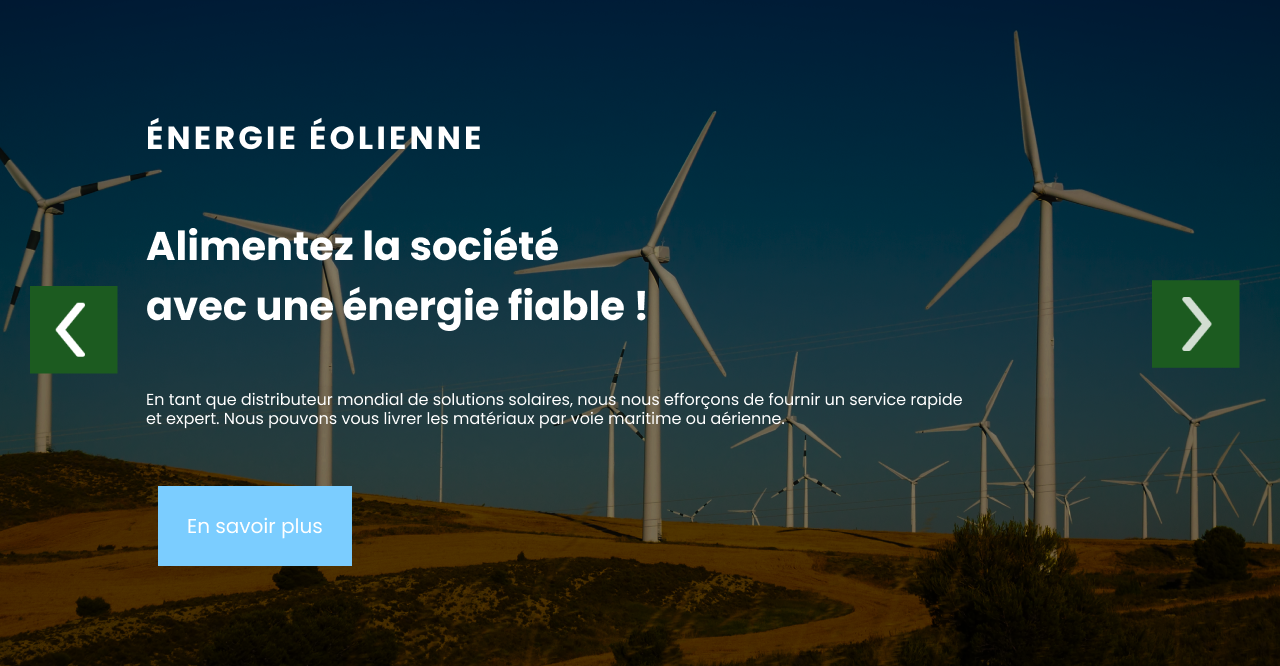 ÉNERGIE ÉOLIENNE
Alimentez la société
avec une énergie fiable !
En tant que distributeur mondial de solutions solaires, nous nous efforçons de fournir un service rapide
et expert. Nous pouvons vous livrer les matériaux par voie maritime ou aérienne.
En savoir plus